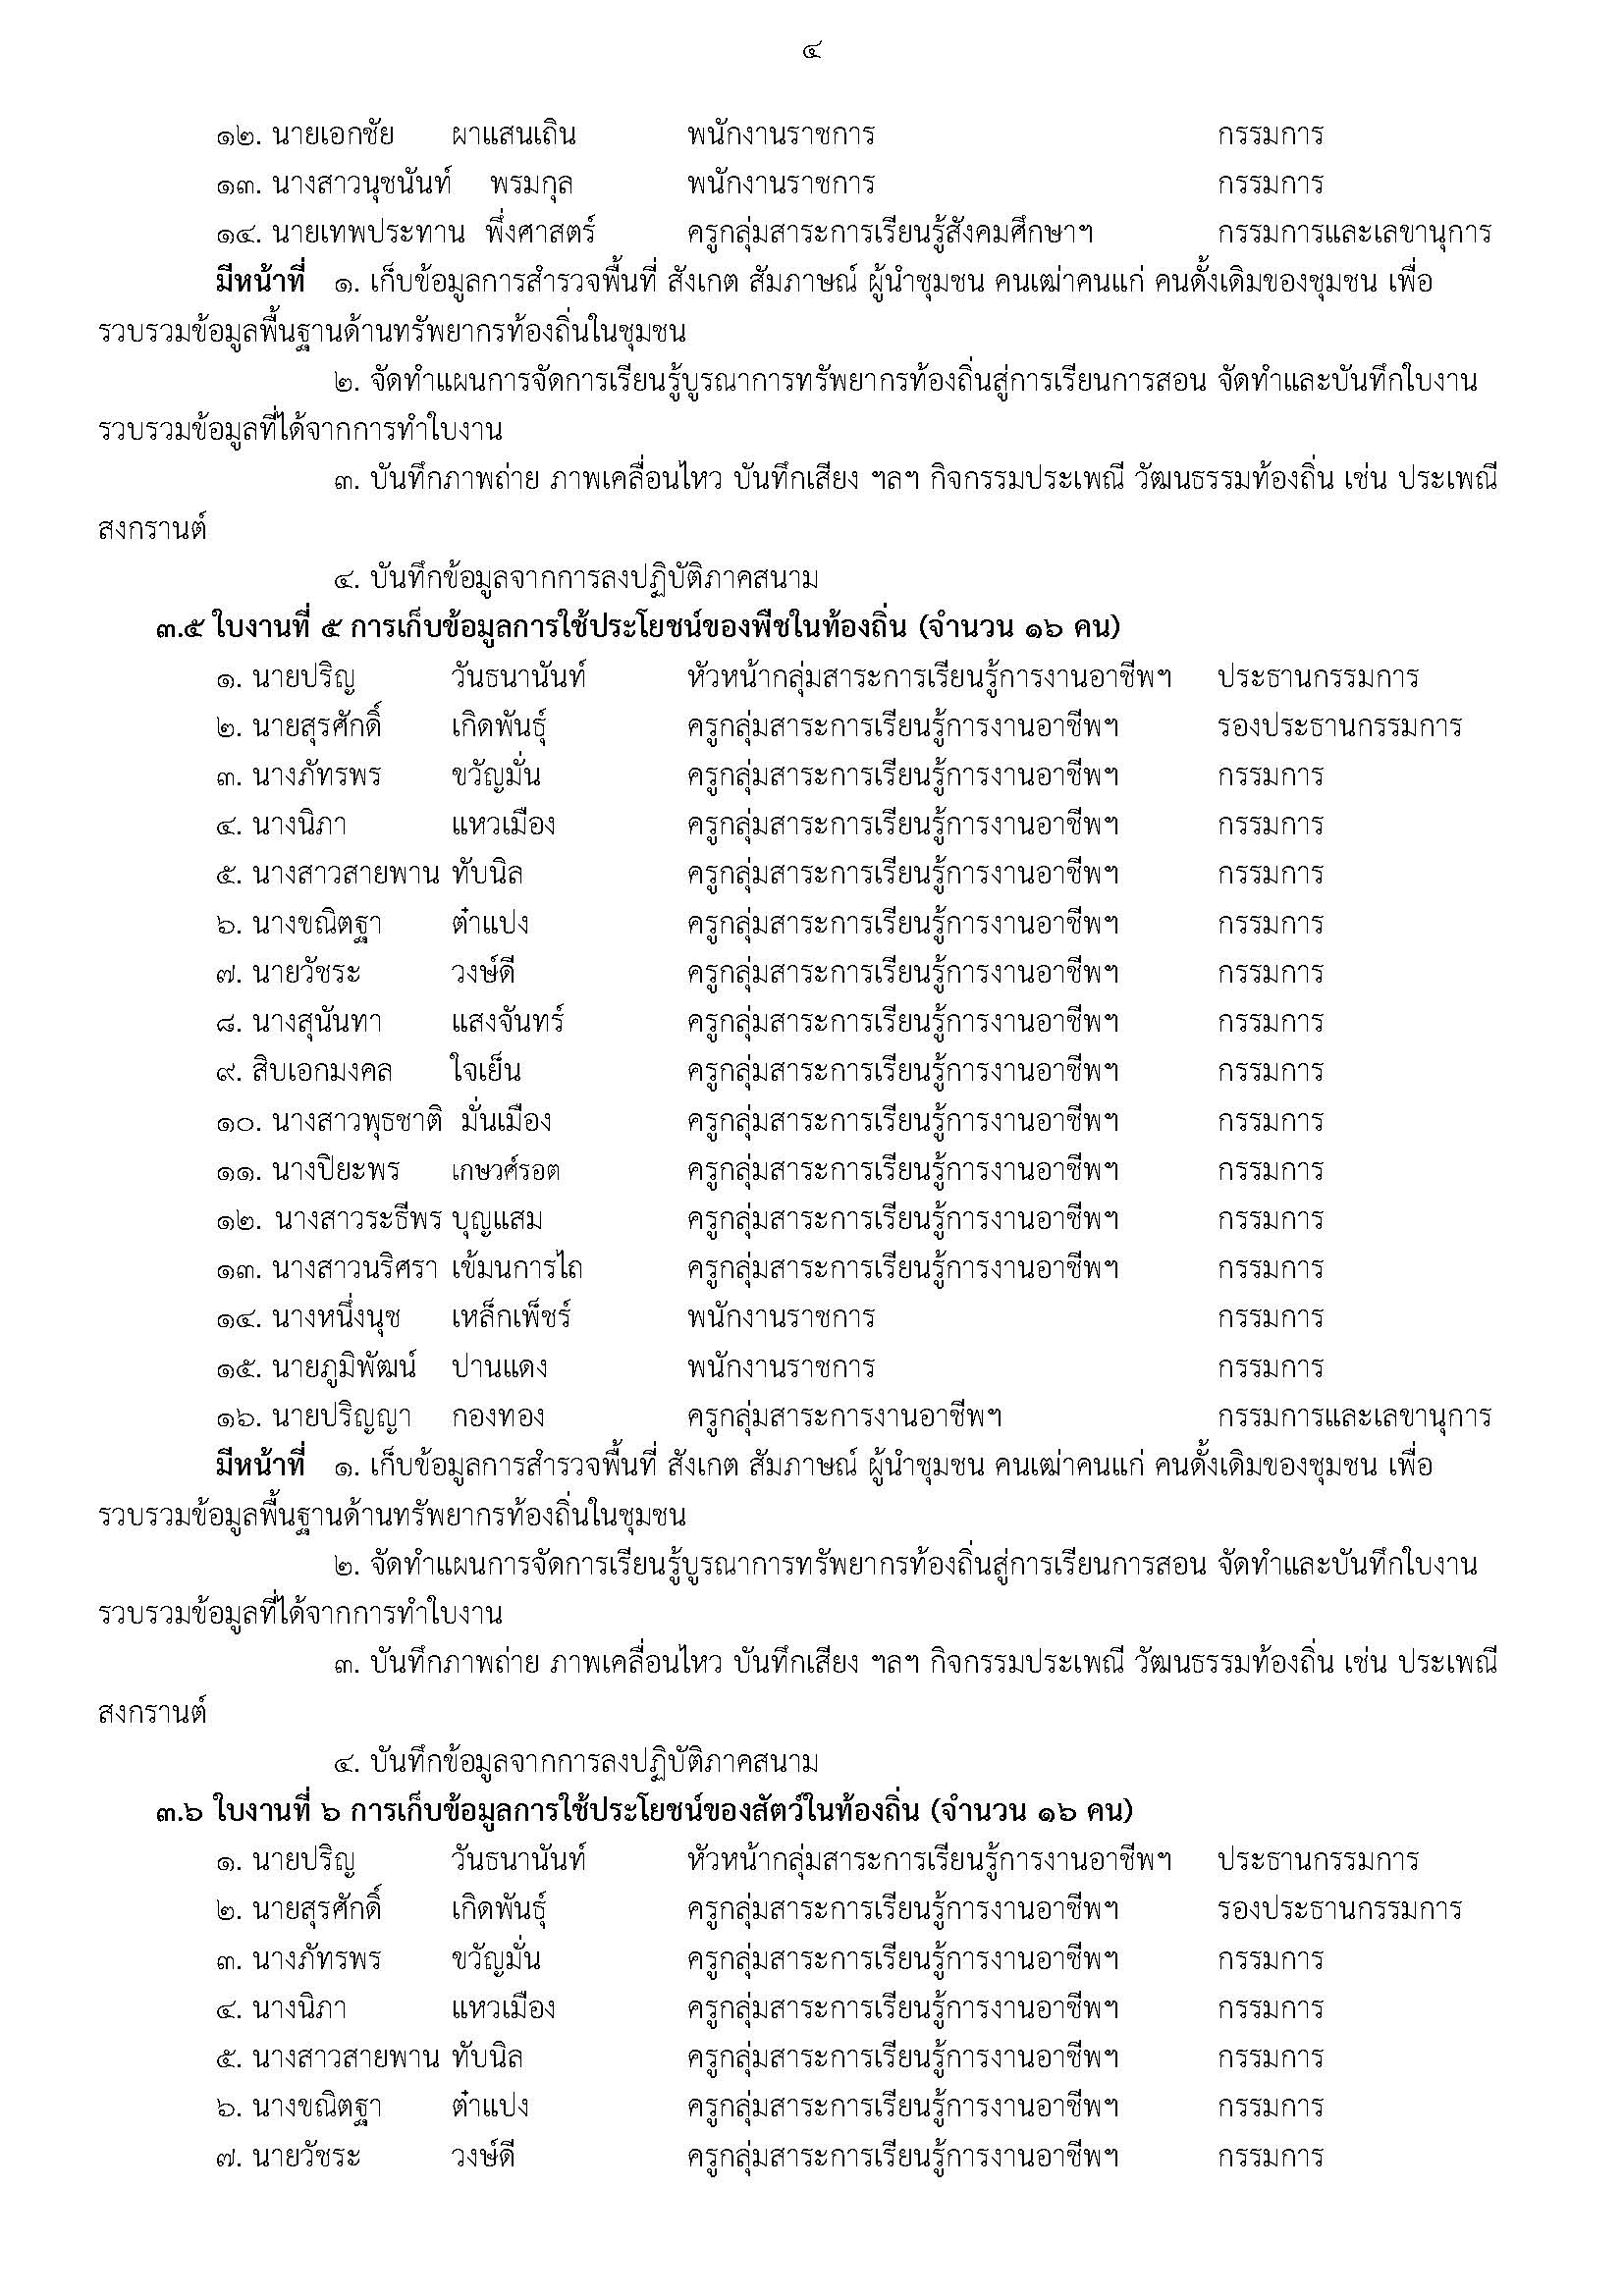 ๔
๑๒. นายเอกชัย ผาแสนเถิน พนักงานราชการ กรรมการ
๑๓. นางสาวนุชนันท์ พรมกุล พนักงานราชการ กรรมการ
๑๔. นายเทพประทาน พึ่งศาสตร์ ครูกลุ่มสาระการเรียนรู้สังคมศึกษาฯ กรรมการและเลขานุการ
มีหน้าที่ ๑. เก็บข้อมูลการสำรวจพื้นที่ สังเกต สัมภาษณ์ ผู้นำชุมชน คนเฒ่าคนแก่ คนดั้งเดิมของชุมชน เพื่อ
รวบรวมข้อมูลพื้นฐานด้านทรัพยากรท้องถิ่นในชุมชน
๒. จัดทำแผนการจัดการเรียนรู้บูรณาการทรัพยากรท้องถิ่นสู่การเรียนการสอน จัดทำและบันทึกใบงาน
รวบรวมข้อมูลที่ได้จากการทำใบงาน
๓. บันทึกภาพถ่าย ภาพเคลื่อนไหว บันทึกเสียง ฯลฯ กิจกรรมประเพณี วัฒนธรรมท้องถิ่น เช่น ประเพณี
สงกรานต์
๔. บันทึกข้อมูลจากการลงปฏิบัติภาคสนาม
๓.๕ ใบงานที่ ๕ การเก็บข้อมูลการใช้ประโยชน์ของพืชในท้องถิ่น (จำนวน ๑๖ คน)
๑. นายปริญ วันธนานันท์ หัวหน้ากลุ่มสาระการเรียนรู้การงานอาชีพฯ ประธานกรรมการ
๒. นายสุรศักดิ์ เกิดพันธุ์ ครูกลุ่มสาระการเรียนรู้การงานอาชีพฯ รองประธานกรรมการ
๓. นางภัทรพร ขวัญมั่น ครูกลุ่มสาระการเรียนรู้การงานอาชีพฯ กรรมการ
๔. นางนิภา แหวเมือง ครูกลุ่มสาระการเรียนรู้การงานอาชีพฯ กรรมการ
๕. นางสาวสายพาน ทับนิล ครูกลุ่มสาระการเรียนรู้การงานอาชีพฯ กรรมการ
๖. นางขณิตฐา ต๋ำแปง ครูกลุ่มสาระการเรียนรู้การงานอาชีพฯ กรรมการ
๗. นายวัชระ วงษ์ดี ครูกลุ่มสาระการเรียนรู้การงานอาชีพฯ กรรมการ
๘. นางสุนันทา แสงจันทร์ ครูกลุ่มสาระการเรียนรู้การงานอาชีพฯ กรรมการ
๙. สิบเอกมงคล ใจเย็น ครูกลุ่มสาระการเรียนรู้การงานอาชีพฯ กรรมการ
๑๐. นางสาวพุธชาติ มั่นเมือง ครูกลุ่มสาระการเรียนรู้การงานอาชีพฯ กรรมการ
๑๑. นางปิยะพร เกษวศ์รอต ครูกลุ่มสาระการเรียนรู้การงานอาชีพฯ กรรมการ
๑๒. นางสาวระธีพร บุญแสม ครูกลุ่มสาระการเรียนรู้การงานอาชีพฯ กรรมการ
๑๓. นางสาวนริศรา เข้มนการไถ ครูกลุ่มสาระการเรียนรู้การงานอาชีพฯ กรรมการ
๑๔. นางหนึ่งนุช เหล็กเพ็ชร์ พนักงานราชการ กรรมการ
๑๕. นายภูมิพัฒน์ ปานแดง พนักงานราชการ กรรมการ
๑๖. นายปริญญา กองทอง ครูกลุ่มสาระการงานอาชีพฯ กรรมการและเลขานุการ
มีหน้าที่ ๑. เก็บข้อมูลการสำรวจพื้นที่ สังเกต สัมภาษณ์ ผู้นำชุมชน คนเฒ่าคนแก่ คนดั้งเดิมของชุมชน เพื่อ
รวบรวมข้อมูลพื้นฐานด้านทรัพยากรท้องถิ่นในชุมชน
๒. จัดทำแผนการจัดการเรียนรู้บูรณาการทรัพยากรท้องถิ่นสู่การเรียนการสอน จัดทำและบันทึกใบงาน
รวบรวมข้อมูลที่ได้จากการทำใบงาน
๓. บันทึกภาพถ่าย ภาพเคลื่อนไหว บันทึกเสียง ฯลฯ กิจกรรมประเพณี วัฒนธรรมท้องถิ่น เช่น ประเพณี
สงกรานต์
๔. บันทึกข้อมูลจากการลงปฏิบัติภาคสนาม
๓.๖ ใบงานที่ ๖ การเก็บข้อมูลการใช้ประโยชน์ของสัตว์ในท้องถิ่น (จำนวน ๑๖ คน)
๑. นายปริญ วันธนานันท์ หัวหน้ากลุ่มสาระการเรียนรู้การงานอาชีพฯ ประธานกรรมการ
๒. นายสุรศักดิ์ เกิดพันธุ์ ครูกลุ่มสาระการเรียนรู้การงานอาชีพฯ รองประธานกรรมการ
๓. นางภัทรพร ขวัญมั่น ครูกลุ่มสาระการเรียนรู้การงานอาชีพฯ กรรมการ
๔. นางนิภา แหวเมือง ครูกลุ่มสาระการเรียนรู้การงานอาชีพฯ กรรมการ
๕. นางสาวสายพาน ทับนิล ครูกลุ่มสาระการเรียนรู้การงานอาชีพฯ กรรมการ
๖. นางขณิตฐา ต๋ำแปง ครูกลุ่มสาระการเรียนรู้การงานอาชีพฯ กรรมการ
๗. นายวัชระ วงษ์ดี ครูกลุ่มสาระการเรียนรู้การงานอาชีพฯ กรรมการ